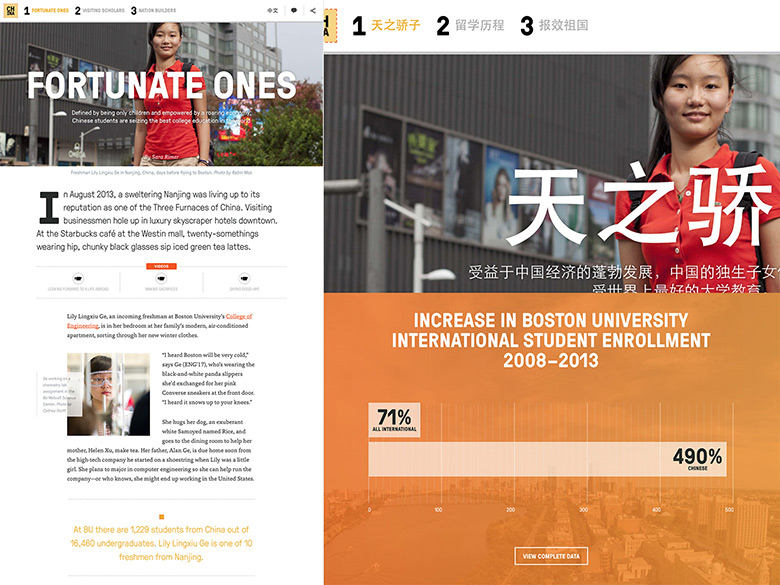 CH
INA
1 FORTUNATE ONES 2 VISITING SCHOLARS 3 NATION BUILDERS
中文
FORTUNATE ONES
Defined by being only children and empowered by a roaring economy,
Chinese students are seizing the best college education in the world
By Sara Rimer
Freshman Lily Lingxiu Ge in Nanjing, China, days before flying to Boston. Photo by Robin Moa
In August 2013, a sweltering Nanjing was living up to its
reputation as one of the Three Furnaces of China. Visiting
businessmen hole up in luxury skyscraper hotels downtown.
At the Starbucks café at the Westin mall, twenty-somethings
wearing hip, chunky black glasses sip iced green tea lattes.
VIDEOS
LOOKING FORWARD TO A LIFE ABROAD
MAKING SACRIFICES
SAYING GOOD-BYE
Lily Lingxiu Ge, an incoming freshman at Boston University's College of
Engineering, is in her bedroom at her family's modern, air-conditioned
apartment, sorting through her new winter clothes.
Ge working on a
chemistry lab
assignment in the
BU Metcalf Science
Center. Photo by
Cydney Scott
"I heard Boston will be very cold,"
says Ge (ENG'17), who's wearing the
black-and-white panda slippers
she'd exchanged for her pink
Converse sneakers at the front door.
"I heard it snows up to your knees."
She hugs her dog, an exuberant
white Samoyed named Rice, and
goes to the dining room to help her
mother, Helen Xu, make tea. Her father, Alan Ge, is due home soon from
the high-tech company he started on a shoestring when Lily was a little
girl. She plans to major in computer engineering so she can help run the
company—or who knows, she might end up working in the United States.
At BU there are 1,229 students from China out of
16,460 undergraduates. Lily Lingxiu Ge is one of 10
freshmen from Nanjing.
H
NA
1 天之骄子 2 留学历程 3 报效祖国
天之骄
受益于中国经济的蓬勃发展，中国的独生子女
受世界上最好的大学教育
INCREASE IN BOSTON UNIVERSITY
INTERNATIONAL STUDENT ENROLLMENT
2008–2013
71%
ALL INTERNATIONAL
490%
CHINESE
0 100 200 300 400 500
VIEW COMPLETE DATA